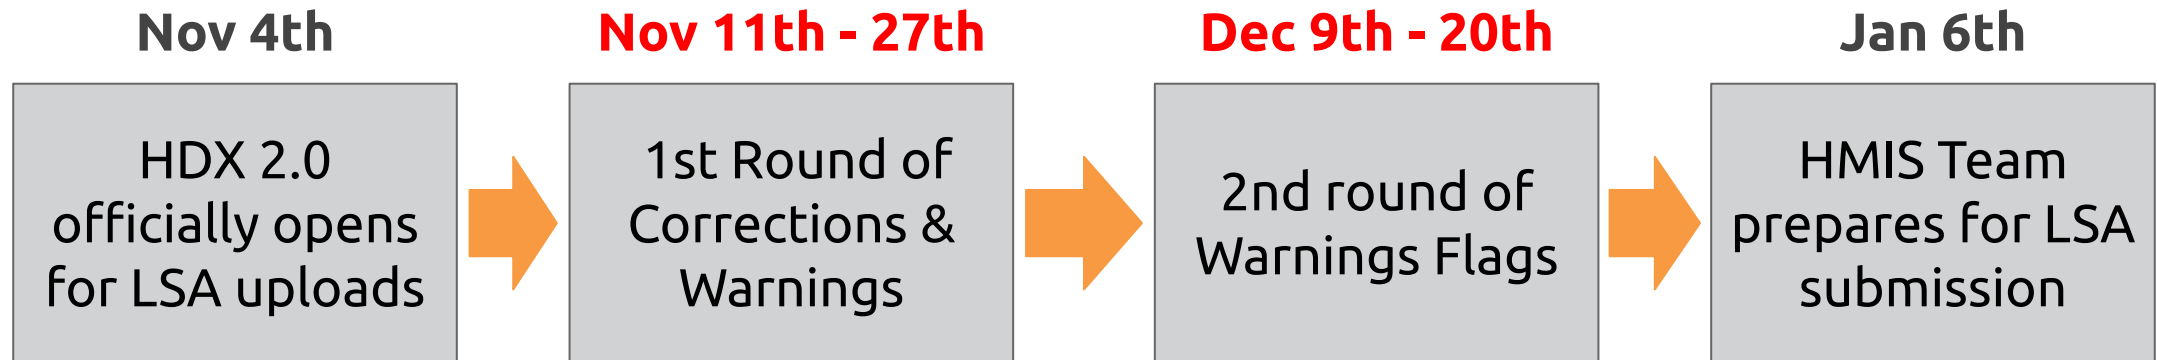 Nov 4th
HDX 2.0
officially opens
for LSA uploads
Nov 11th - 27th
1st Round of
Corrections &
Warnings
Dec 9th - 20th
2nd round of
Warnings Flags
Jan 6th
HMIS Team
prepares for LSA
submission